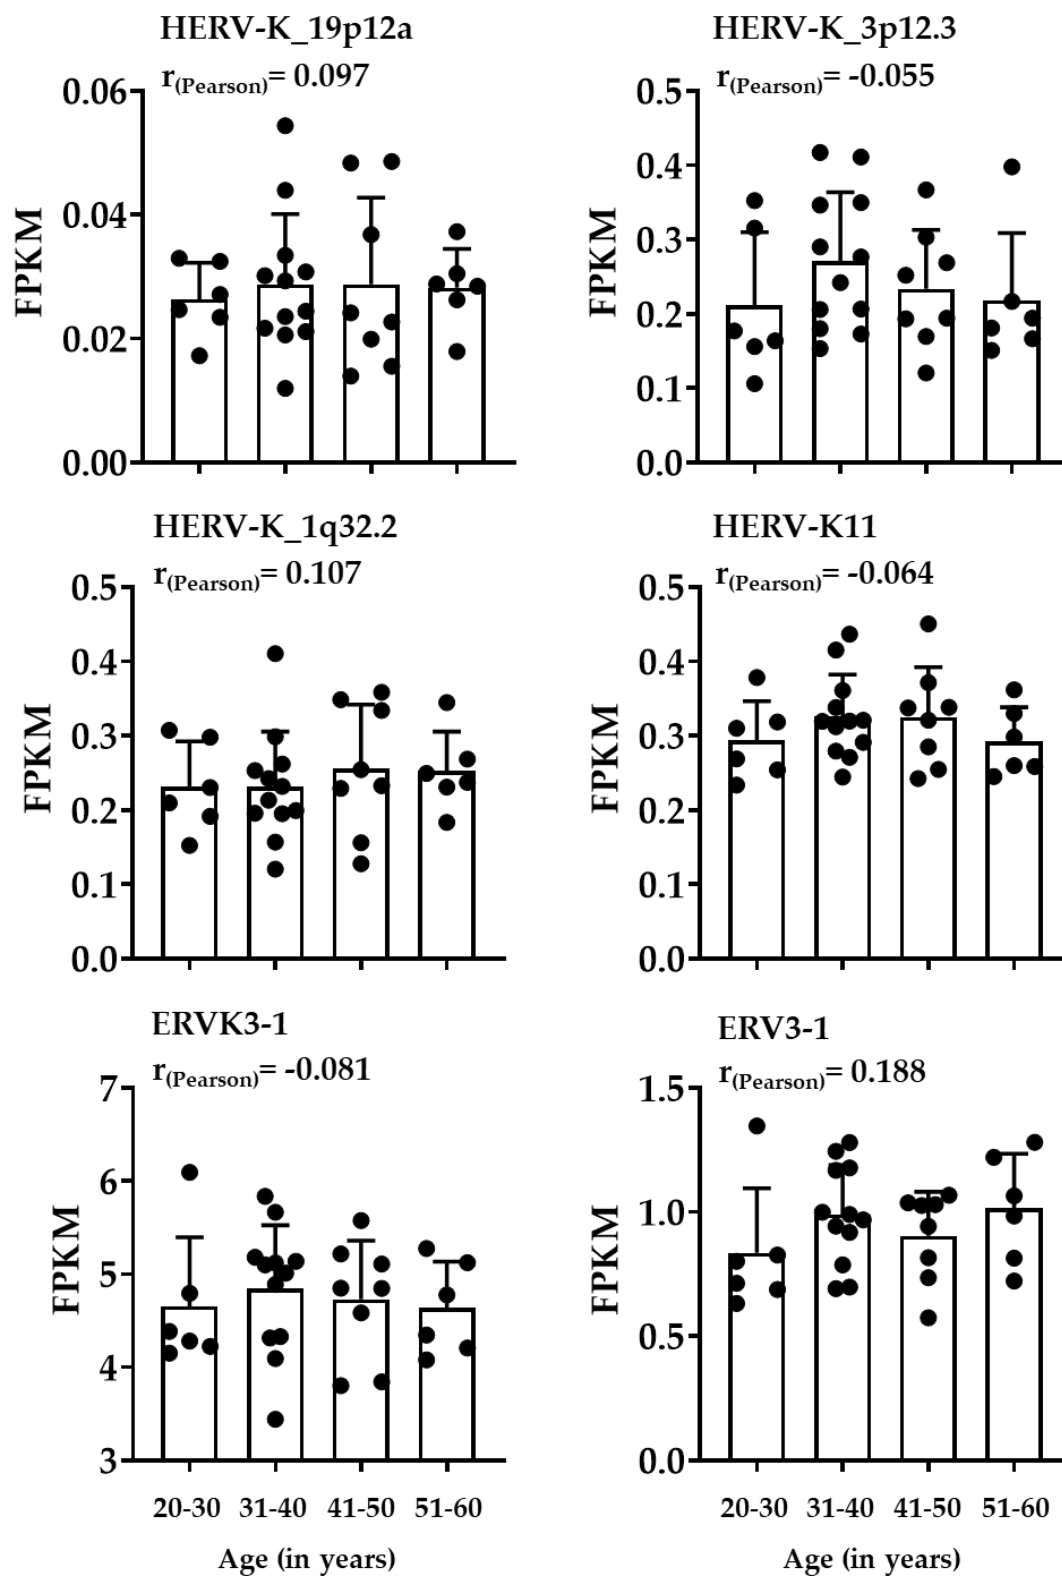 HERV-K_19p12a
r(Pearson)= 0.097
0.06
0.04
0.02
0.00
FPKM
HERV-K_3p12.3
r(Pearson)= -0.055
0.5
0.4
0.3
0.2
0.1
0.0
FPKM
HERV-K_1q32.2
r(Pearson)= 0.107
0.5
0.4
0.3
0.2
0.1
0.0
FPKM
HERV-K11
r(Pearson)= -0.064
0.5
0.4
0.3
0.2
0.1
0.0
FPKM
ERVK3-1
r(Pearson)= -0.081
7
6
5
4
3
FPKM
20-30 31-40 41-50 51-60
Age (in years)
ERV3-1
r(Pearson)= 0.188
1.5
1.0
0.5
0.0
FPKM
20-30 31-40 41-50 51-60
Age (in years)